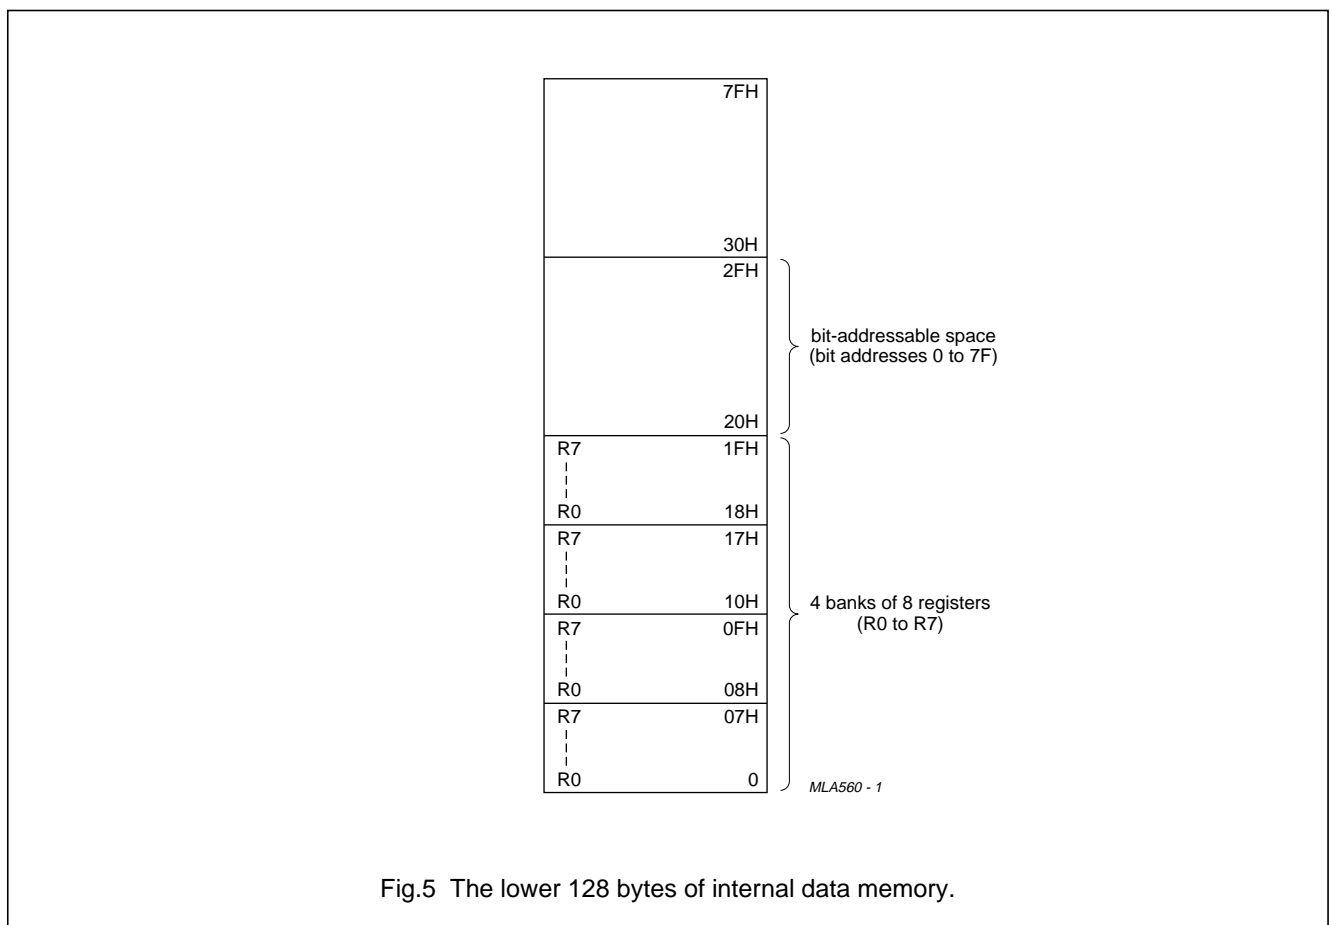 7FH
30H
2FH
bit-addressable space
(bit addresses 0 to 7F)
20H
R7 1FH
R0 18H
R7 17H
R0 10H
4 banks of 8 registers
(R0 to R7)
R7 0FH
R0 08H
R7 07H
R0 0
MLA560 - 1
Fig.5 The lower 128 bytes of internal data memory.